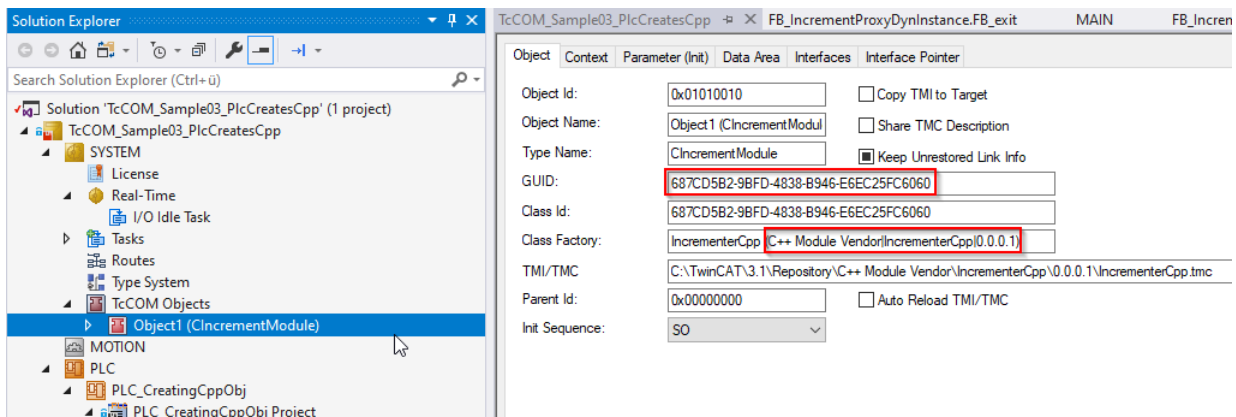 Solution Explorer
Search Solution Explorer (Ctrl+ü)
Solution 'TcCOM_Sample03_PlcCreatesCpp' (1 project)
TcCOM_Sample03_PlcCreatesCpp
SYSTEM
License
Real-Time
I/O Idle Task
Tasks
Routes
Type System
TcCOM Objects
Object1 (CIncrementModule)
MOTION
PLC
PLC_CreatingCppObj
PLC_CreatingCppObj Project
TcCOM_Sample03_PlcCreatesCpp FB_IncrementProxyDynInstance.FB_exit MAIN FB_Increm
Object Context Parameter (Init) Data Area Interfaces Interface Pointer
Object Id: 0x01010010 Copy TMI to Target
Object Name: Object1 (CIncrementModul Share TMC Description
Type Name: CIncrementModule Keep Unrestored Link Info
GUID: 687CD5B2-9BFD-4838-B946-E6EC25FC6060
Class Id: 687CD5B2-9BFD-4838-B946-E6EC25FC6060
Class Factory: IncrementerCpp (C++ Module Vendor|IncrementerCpp|0.0.0.1)
TMI/TMC C:\TwinCAT\3.1\Repository\C++ Module Vendor\IncrementerCpp\0.0.0.1\IncrementerCpp.tmc
Parent Id: 0x00000000 Auto Reload TMI/TMC
Init Sequence: SO